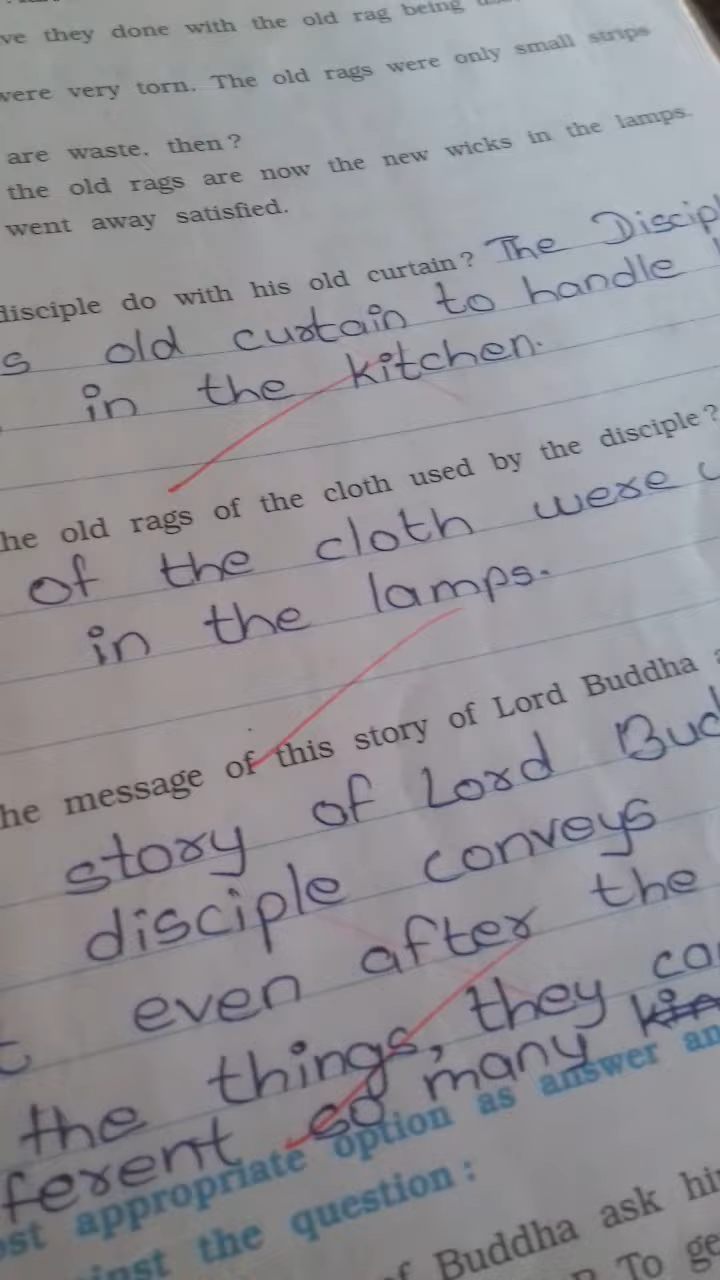 ve they done with the old rag being
were very torn. The old rags were only small strips
are waste. then?
the old rags are now the new wicks in the lamps.
went away satisfied.
disciple do with his old curtain? The Discipl
s old curtain to handle
in the kitchen.
he old rags of the cloth used by the disciple?
of the cloth were u
in the lamps.
he message of this story of Lord Buddha a
story of Lord Bud
disciple conveys
t even after the
the things, they ca
ferent so many
st appropriate option as answer an
inst the question:
f Buddha ask hi
To ge